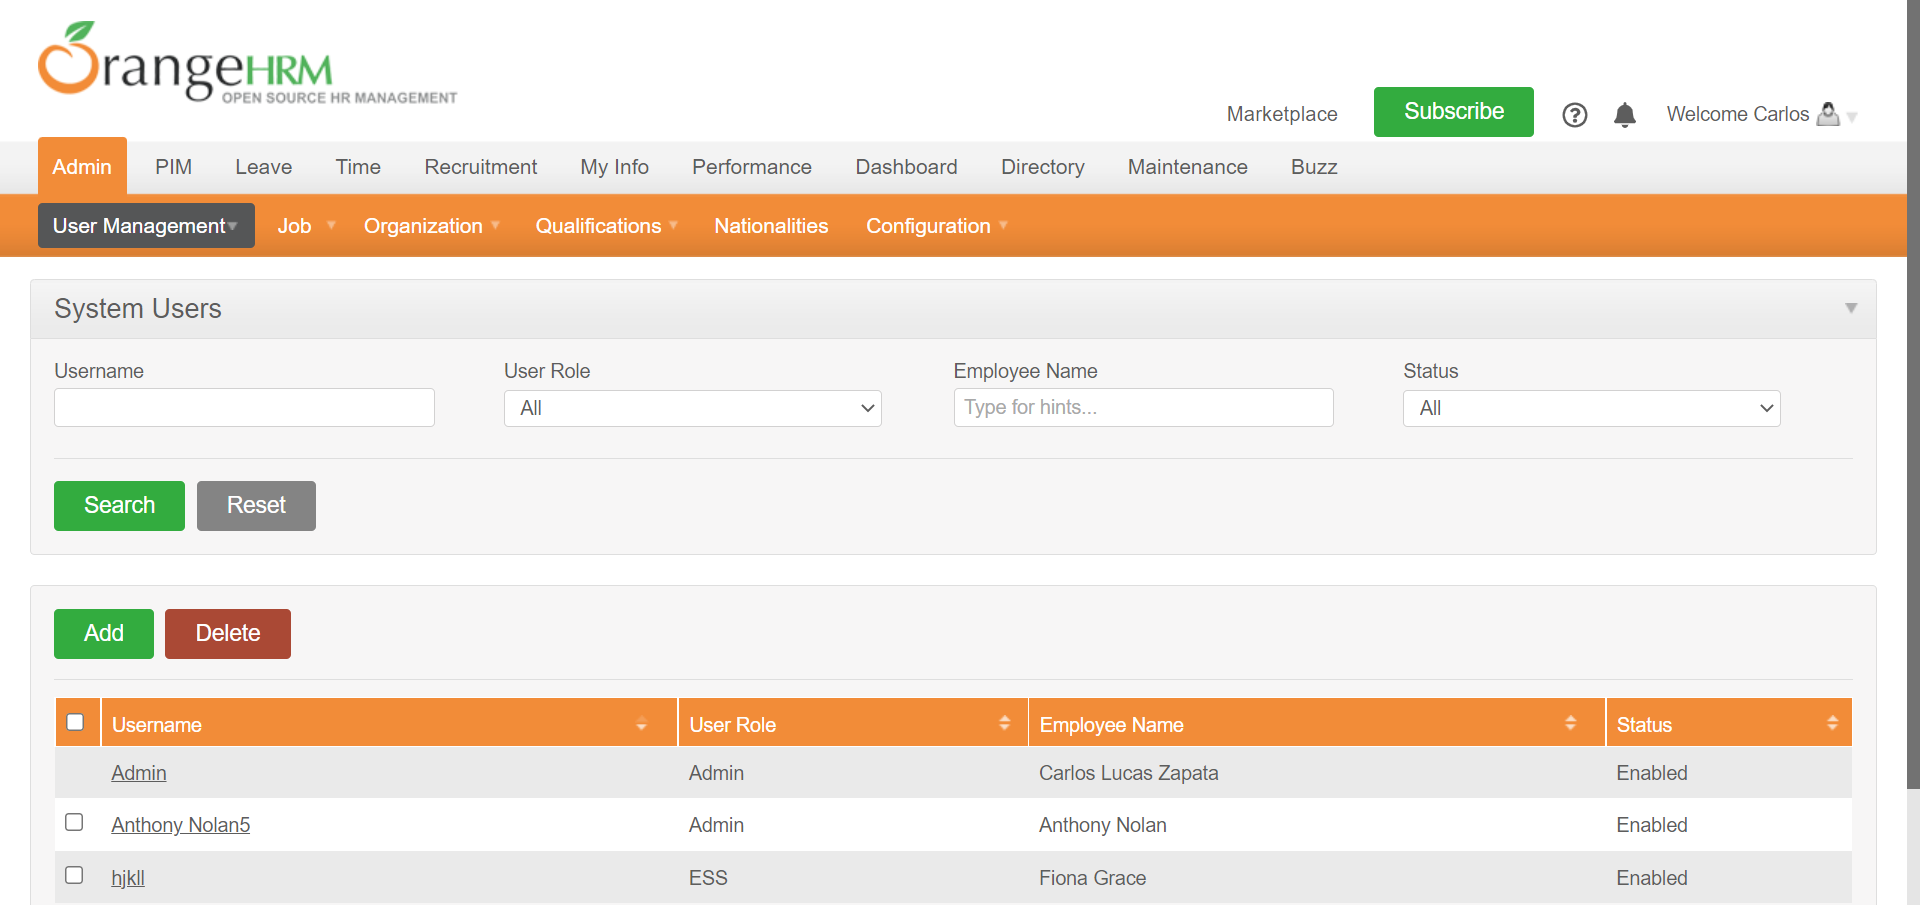 OrangeHRM
OPEN SOURCE HR MANAGEMENT
Marketplace Subscribe Welcome Carlos
Admin PIM Leave Time Recruitment My Info Performance Dashboard Directory Maintenance Buzz
User Management Job Organization Qualifications Nationalities Configuration
System Users
Username User Role Employee Name Status
All Type for hints... All
Search Reset
Add Delete
Username User Role Employee Name Status
Admin Admin Carlos Lucas Zapata Enabled
Anthony Nolan5 Admin Anthony Nolan Enabled
hjkll ESS Fiona Grace Enabled